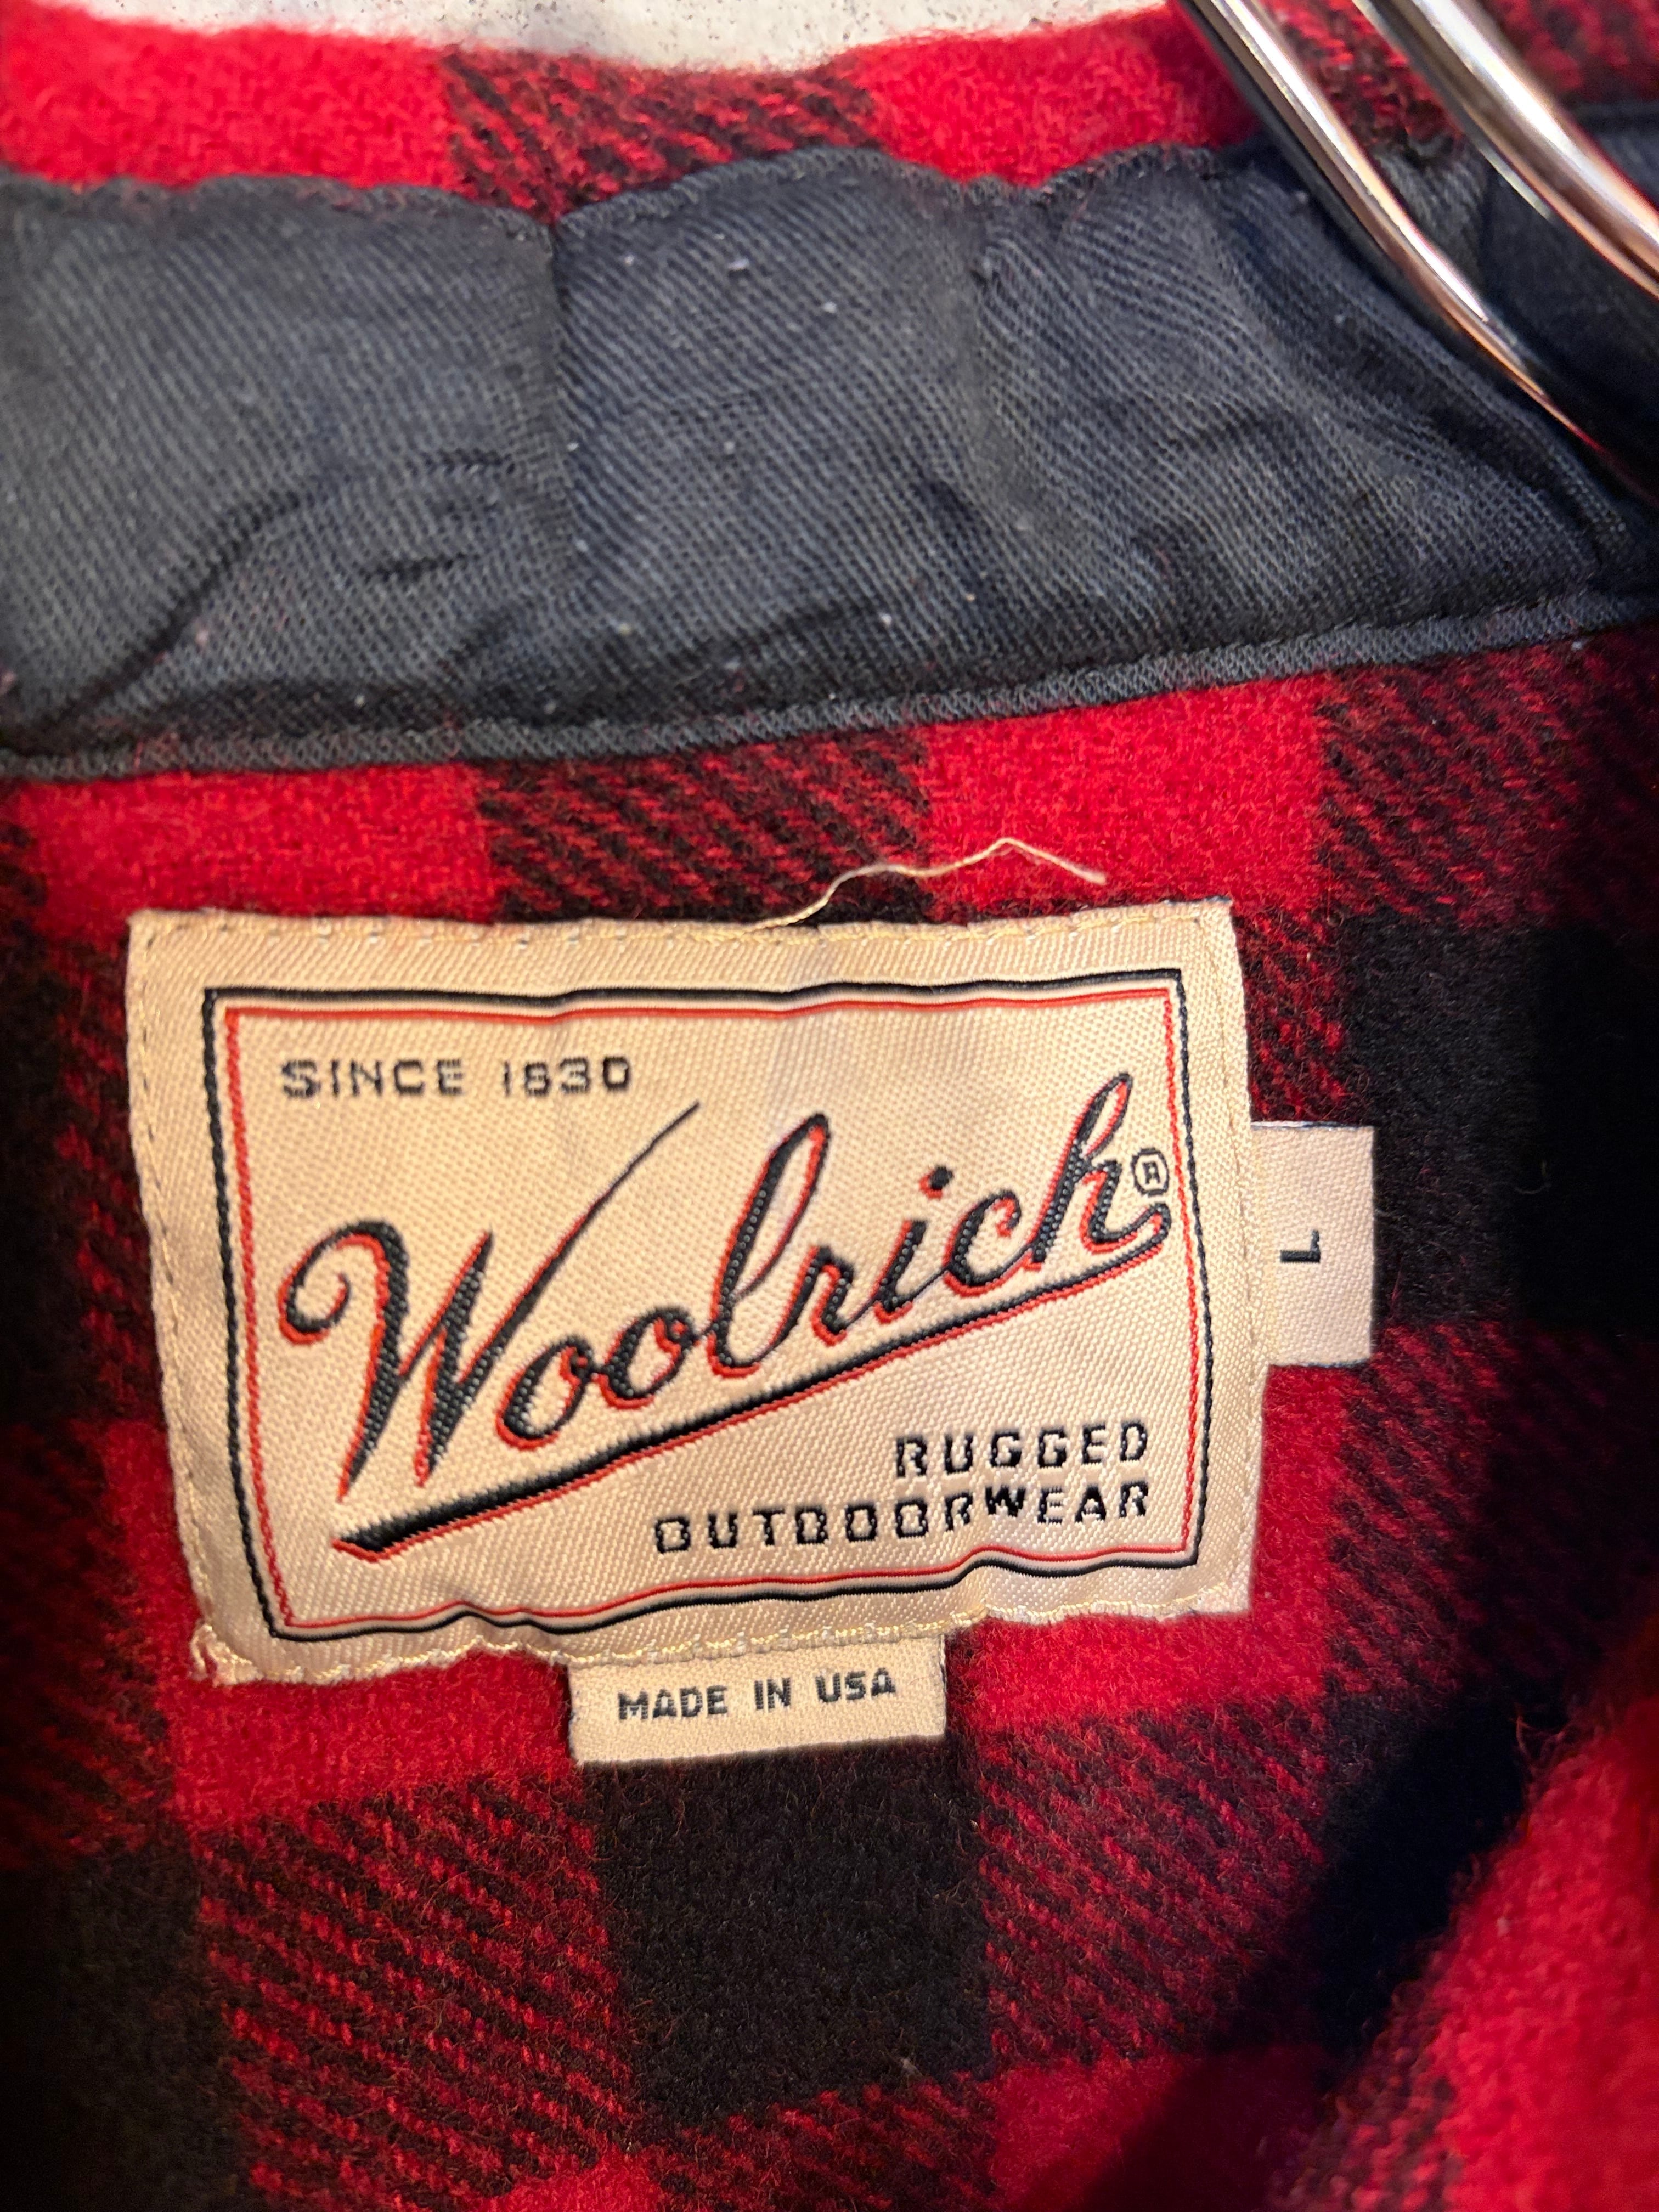 SINCE 1830
Woolrich®
L
RUGGED
OUTDOORWEAR
MADE IN USA